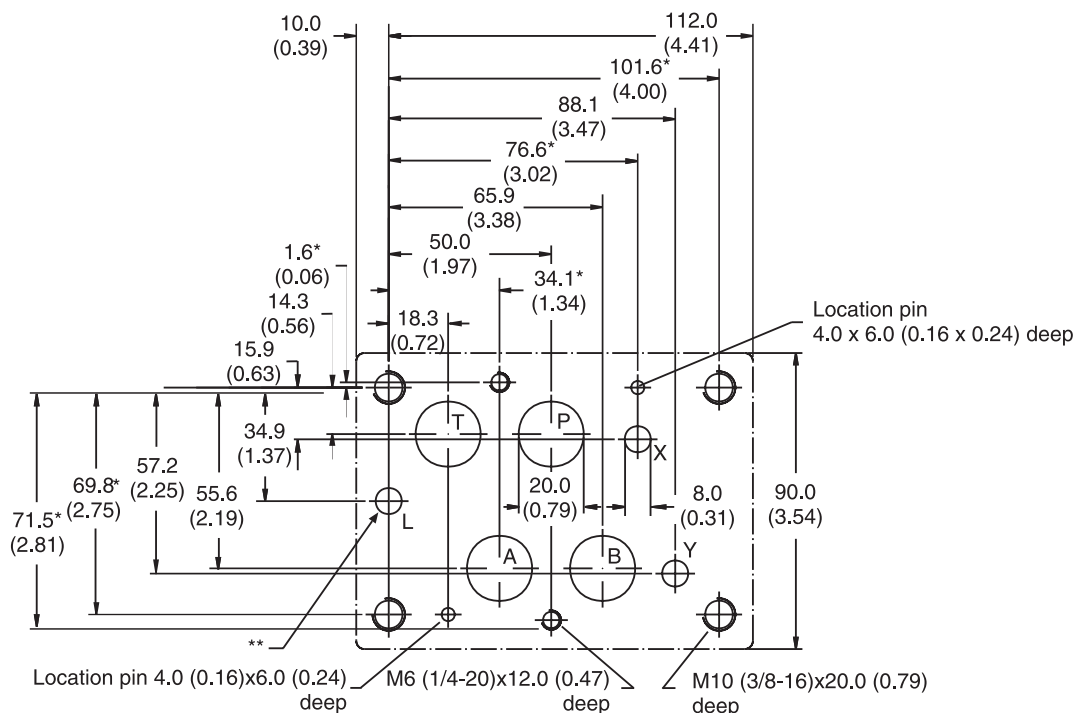 10.0
(0.39)
112.0
(4.41)
101.6*
(4.00)
88.1
(3.47)
76.6*
(3.02)
65.9
(3.38)
50.0
(1.97)
1.6*
(0.06)
34.1*
(1.34)
14.3
(0.56)
18.3
(0.72)
Location pin
4.0 x 6.0 (0.16 x 0.24) deep
15.9
(0.63)
T
P
X
34.9
(1.37)
57.2
(2.25)
55.6
(2.19)
69.8*
(2.75)
71.5*
(2.81)
20.0
(0.79)
8.0
(0.31)
90.0
(3.54)
L
A
B
Y
**
Location pin 4.0 (0.16)x6.0 (0.24)
deep
M6 (1/4-20)x12.0 (0.47)
deep
M10 (3/8-16)x20.0 (0.79)
deep